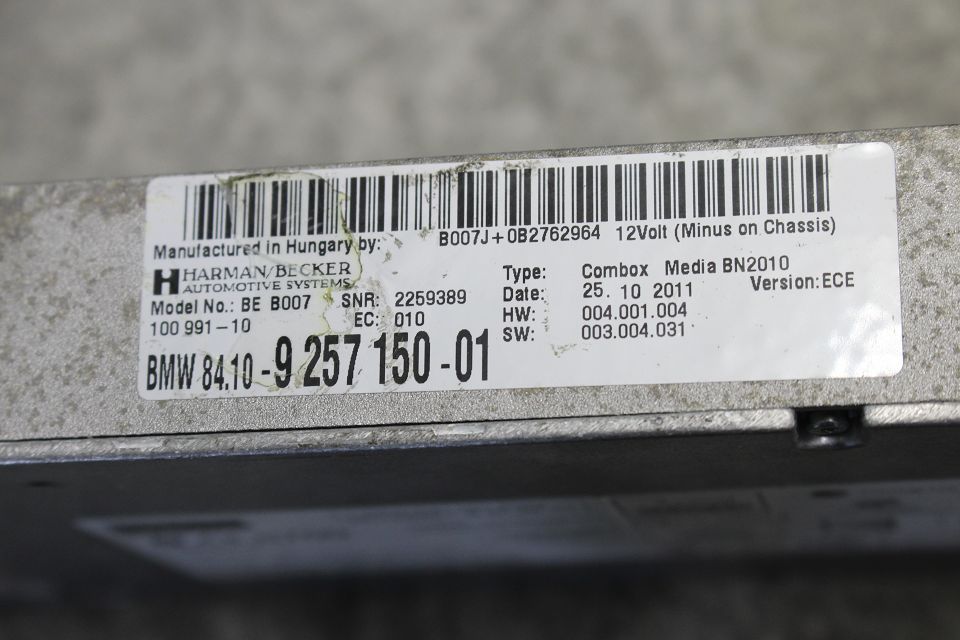 B007J+0B2762964 12Volt (Minus on Chassis)
Manufactured in Hungary by:
HARMAN/BECKER
AUTOMOTIVE SYSTEMS
Model No.: BE B007 SNR: 2259389
100 991-10 EC: 010
BMW 84.10 - 9 257 150 - 01
Type: Combox Media BN2010
Date: 25. 10 2011 Version:ECE
HW: 004.001.004
SW: 003.004.031